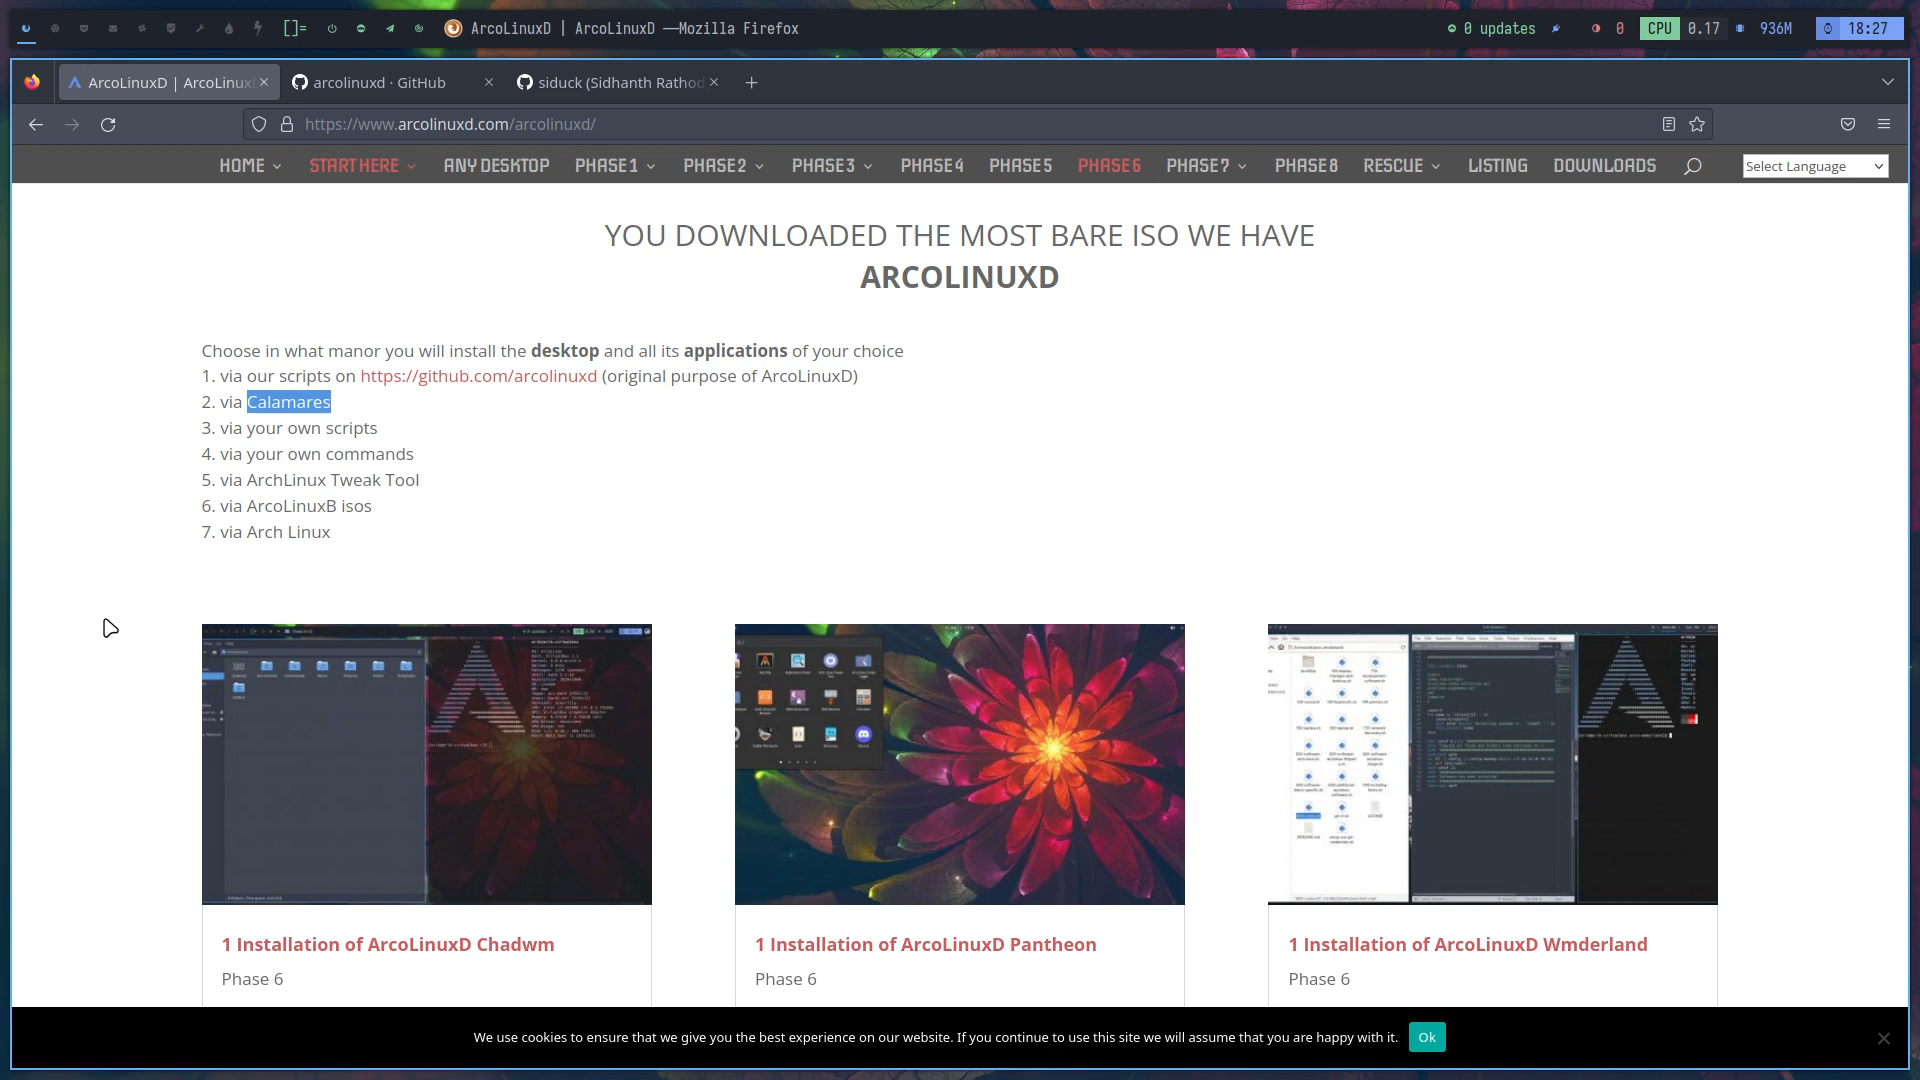 []= ArcoLinuxD | ArcoLinuxD —Mozilla Firefox 0 updates 0 CPU 0.17 936M 18:27
ArcoLinuxD | ArcoLinux arcolinuxd · GitHub siduck (Sidhanth Rathod
https://www.arcolinuxd.com/arcolinuxd/
HOME START HERE ANY DESKTOP PHASE 1 PHASE 2 PHASE 3 PHASE 4 PHASE 5 PHASE 6 PHASE 7 PHASE 8 RESCUE LISTING DOWNLOADS Select Language
YOU DOWNLOADED THE MOST BARE ISO WE HAVE
ARCOLINUXD
Choose in what manor you will install the desktop and all its applications of your choice
1. via our scripts on https://github.com/arcolinuxd (original purpose of ArcoLinuxD)
2. via Calamares
3. via your own scripts
4. via your own commands
5. via ArchLinux Tweak Tool
6. via ArcoLinuxB isos
7. via Arch Linux
1 Installation of ArcoLinuxD Chadwm
Phase 6
1 Installation of ArcoLinuxD Pantheon
Phase 6
1 Installation of ArcoLinuxD Wmderland
Phase 6
We use cookies to ensure that we give you the best experience on our website. If you continue to use this site we will assume that you are happy with it. Ok